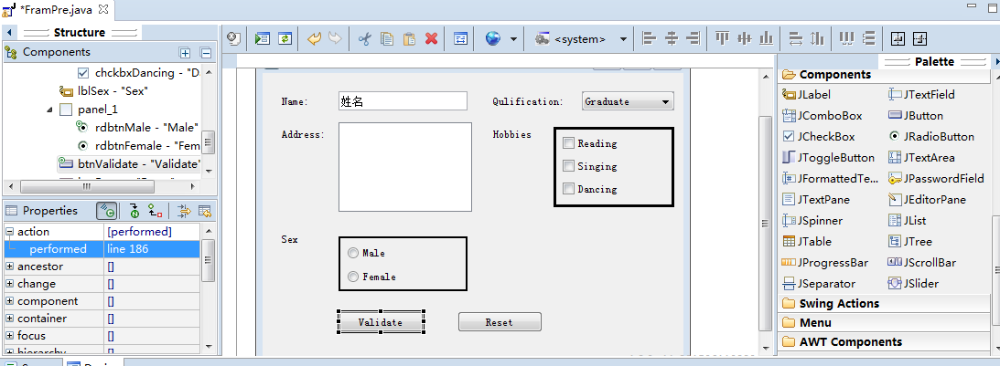 *FramPre.java
Structure
Components
chckbxDancing - "Da
lblSex - "Sex"
panel_1
rdbtnMale - "Male"
rdbtnFemale - "Fem
btnValidate - "Validate"
Properties
action [performed]
performed line 186
ancestor []
change []
component []
container []
focus []
hierarchy []
<system>
Name: 姓名 Qulification: Graduate
Address: Hobbies Reading
Singing
Dancing
Sex Male
Female
Validate Reset
Palette
Components
JLabel JTextField
JComboBox JButton
JCheckBox JRadioButton
JToggleButton JTextArea
JFormattedTe... JPasswordField
JTextPane JEditorPane
JSpinner JList
JTable JTree
JProgressBar JScrollBar
JSeparator JSlider
Swing Actions
Menu
AWT Components